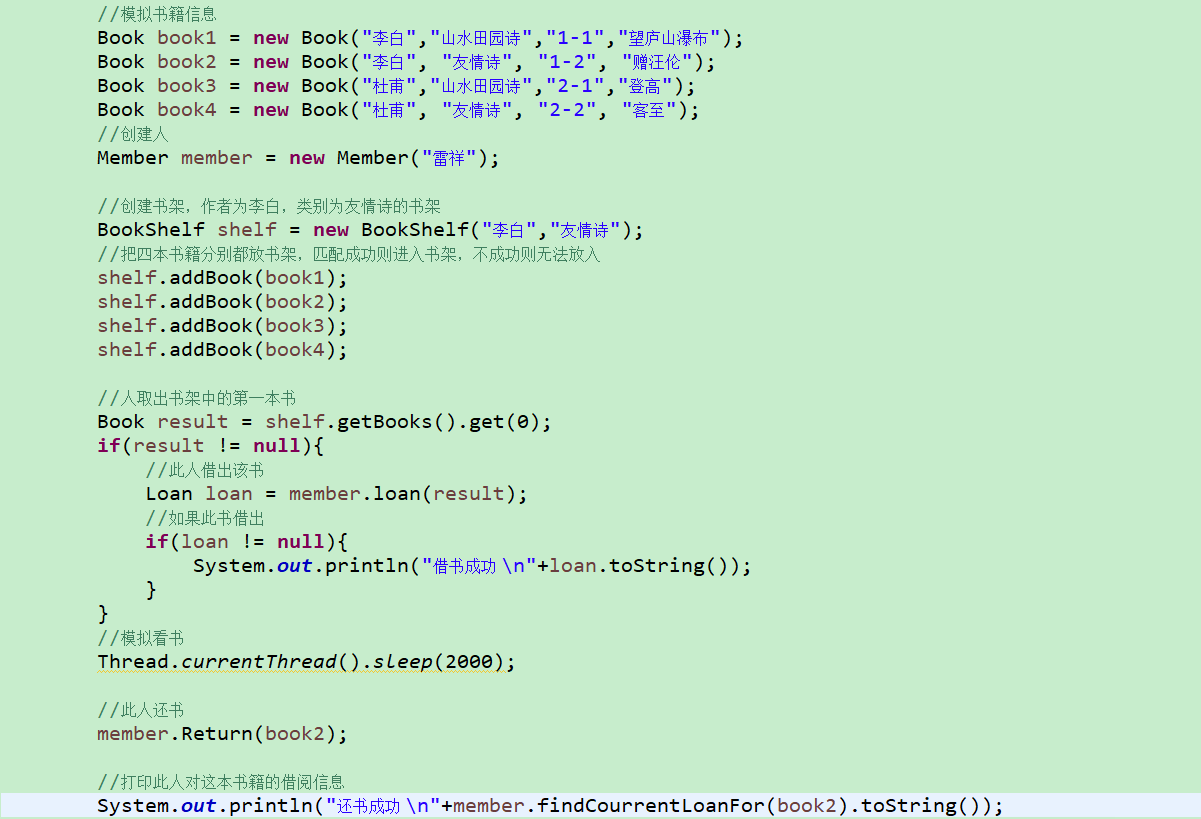 //模拟书籍信息
Book book1 = new Book("李白","山水田园诗","1-1","望庐山瀑布");
Book book2 = new Book("李白", "友情诗", "1-2", "赠汪伦");
Book book3 = new Book("杜甫","山水田园诗","2-1","登高");
Book book4 = new Book("杜甫", "友情诗", "2-2", "客至");
//创建人
Member member = new Member("雷祥");
//创建书架，作者为李白，类别为友情诗的书架
BookShelf shelf = new BookShelf("李白","友情诗");
//把四本书籍分别都放书架，匹配成功则进入书架，不成功则无法放入
shelf.addBook(book1);
shelf.addBook(book2);
shelf.addBook(book3);
shelf.addBook(book4);
//人取出书架中的第一本书
Book result = shelf.getBooks().get(0);
if(result != null){
//此人借出该书
Loan loan = member.loan(result);
//如果此书借出
if(loan != null){
System.out.println("借书成功 \n"+loan.toString());
}
}
//模拟看书
Thread.currentThread().sleep(2000);
//此人还书
member.Return(book2);
//打印此人对这本书籍的借阅信息
System.out.println("还书成功 \n"+member.findCourrentLoanFor(book2).toString());